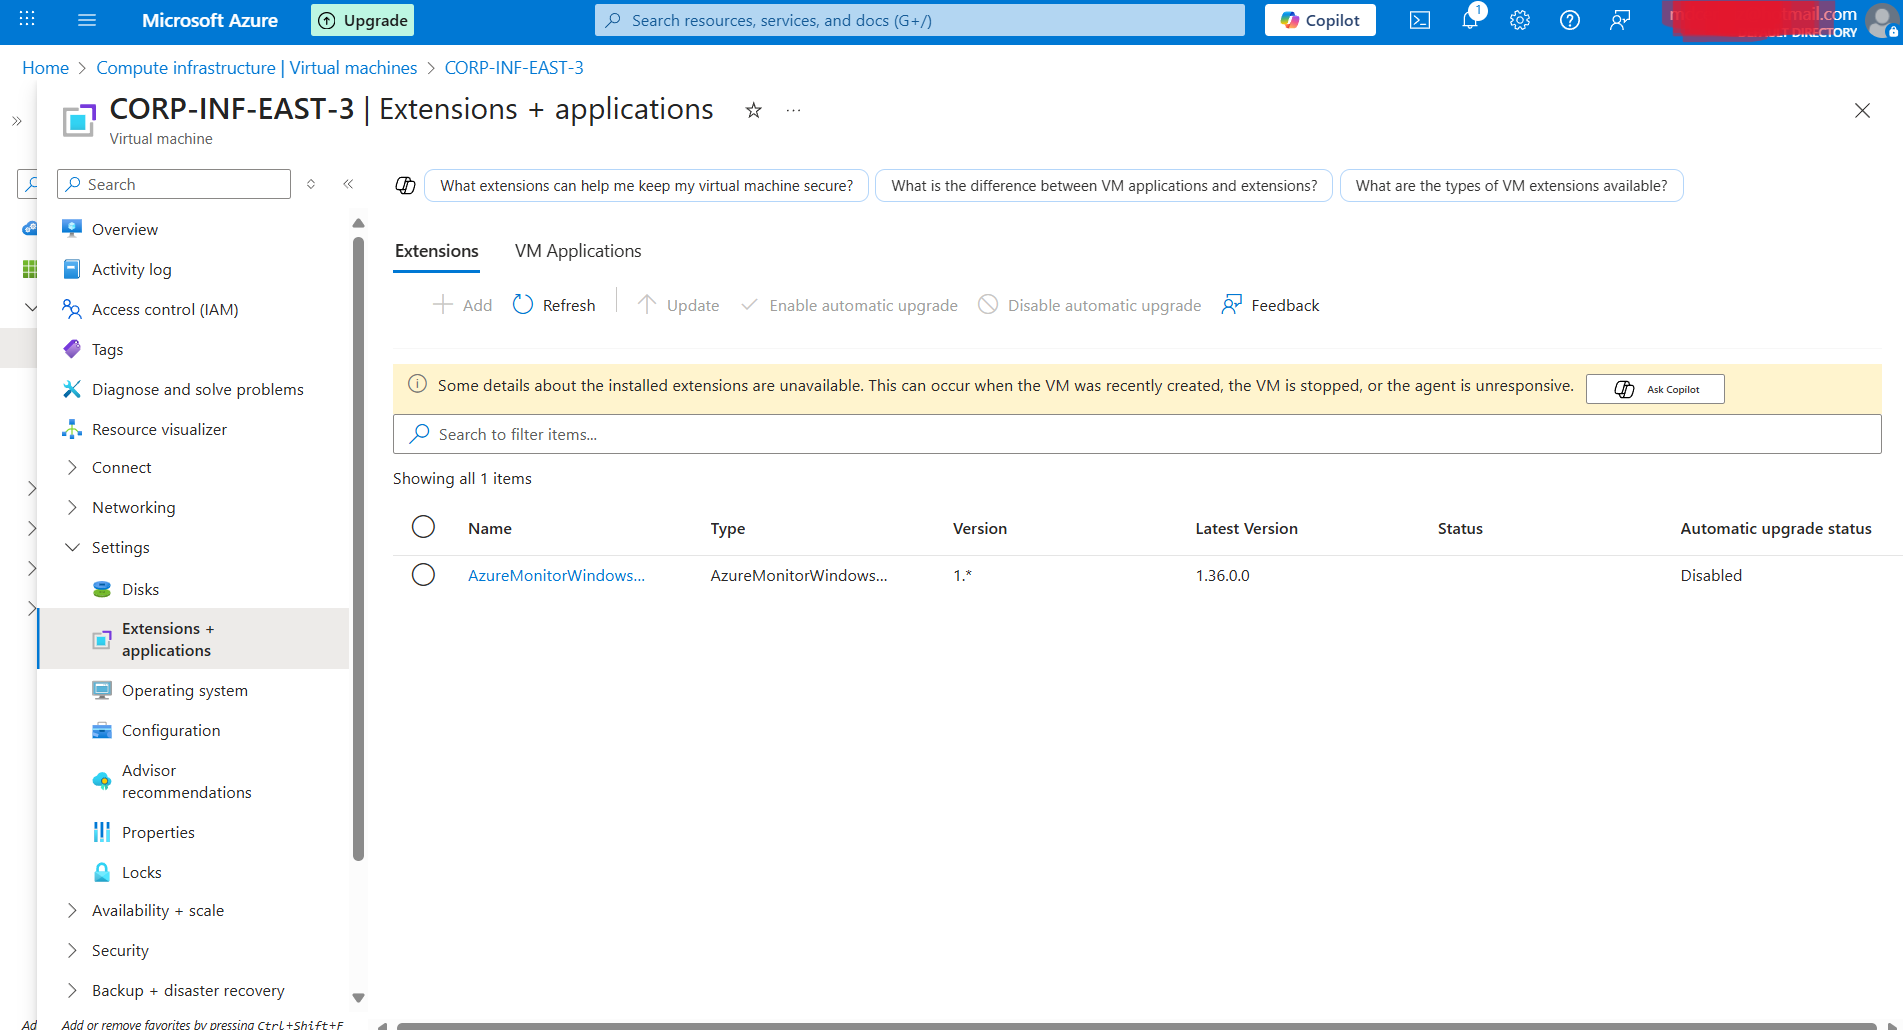 Microsoft Azure
Upgrade
Search resources, services, and docs (G+/)
Copilot
1
.com
DIRECTORY
Home > Compute infrastructure | Virtual machines > CORP-INF-EAST-3
CORP-INF-EAST-3 | Extensions + applications
Virtual machine
Search
What extensions can help me keep my virtual machine secure?
What is the difference between VM applications and extensions?
What are the types of VM extensions available?
Overview
Activity log
Access control (IAM)
Tags
Diagnose and solve problems
Resource visualizer
Connect
Networking
Settings
Disks
Extensions +
applications
Operating system
Configuration
Advisor
recommendations
Properties
Locks
Availability + scale
Security
Backup + disaster recovery
Ad
Add or remove favorites by pressing Ctrl+Shift+F
Extensions
VM Applications
Add
Refresh
Update
Enable automatic upgrade
Disable automatic upgrade
Feedback
Some details about the installed extensions are unavailable. This can occur when the VM was recently created, the VM is stopped, or the agent is unresponsive.
Ask Copilot
Search to filter items...
Showing all 1 items
Name Type Version Latest Version Status Automatic upgrade status
AzureMonitorWindows... AzureMonitorWindows... 1.* 1.36.0.0 Disabled